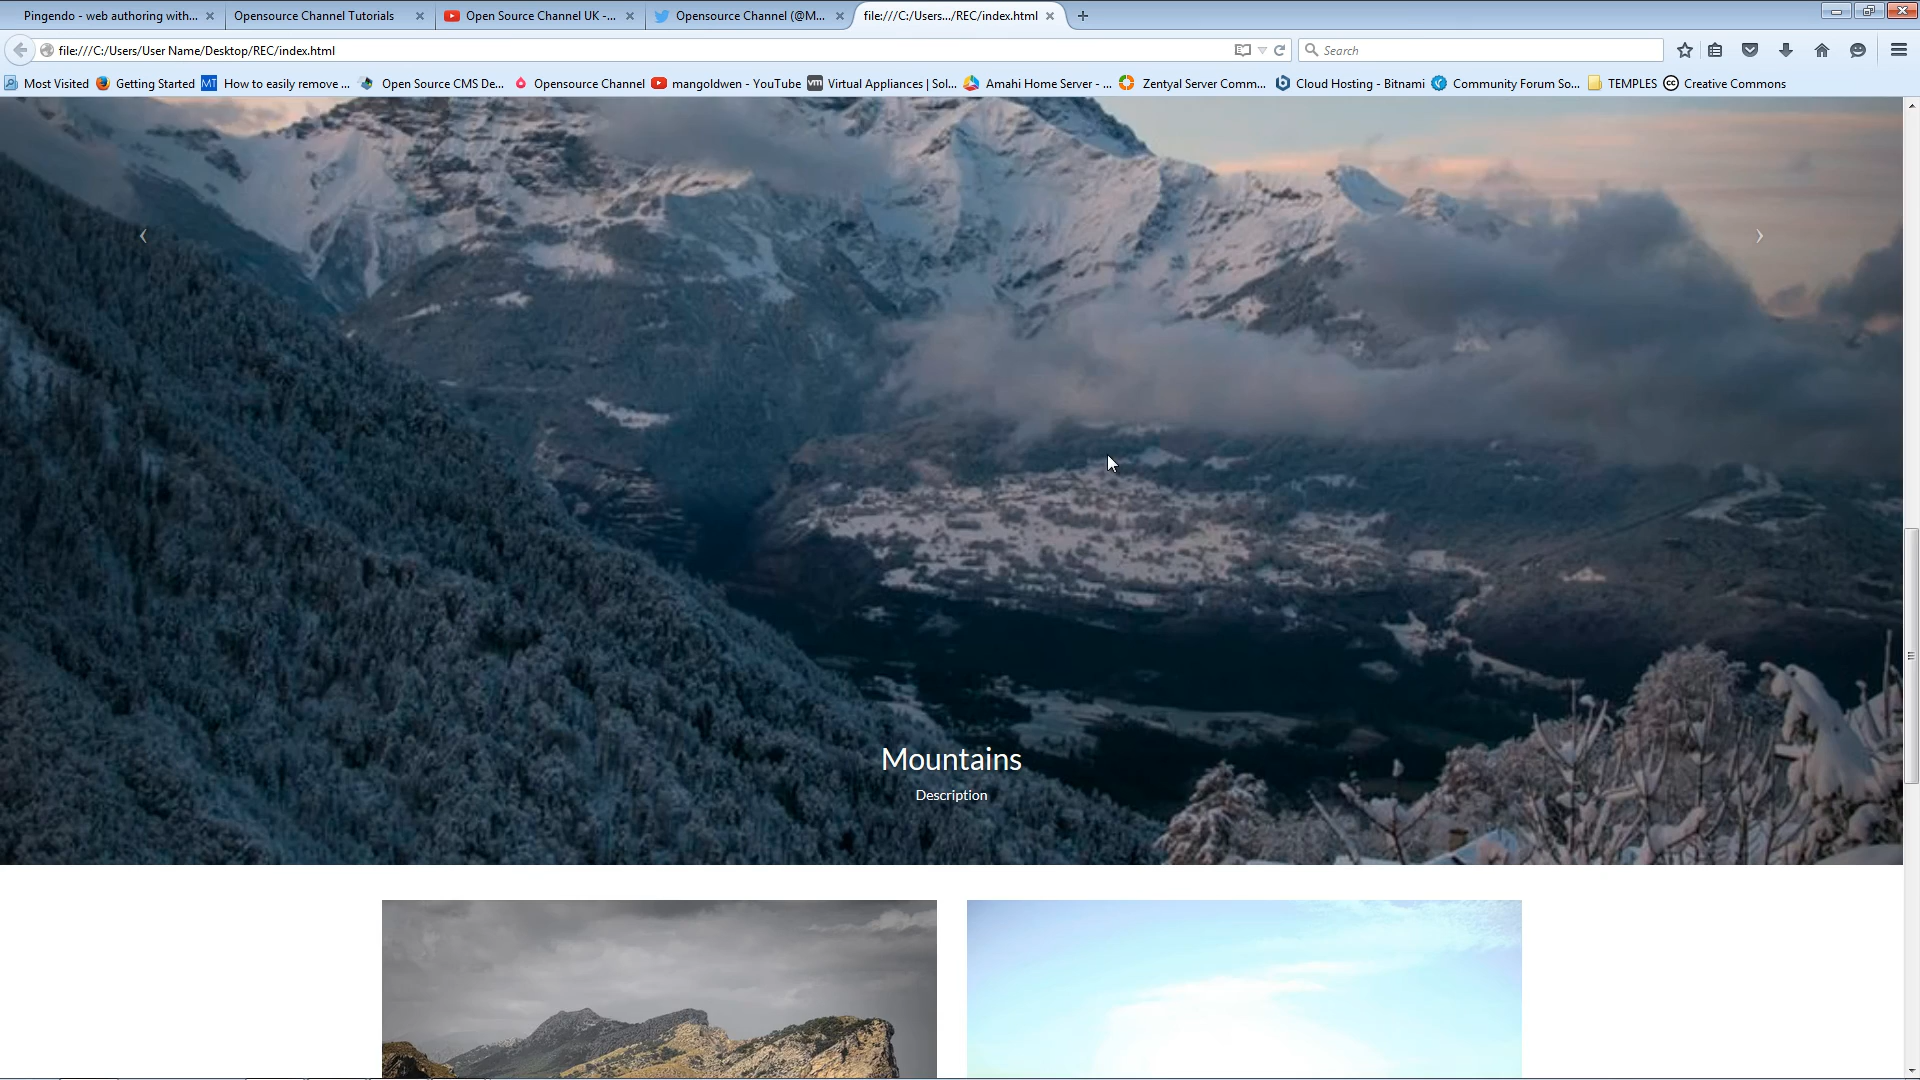 Pingendo - web authoring with...
Opensource Channel Tutorials
Open Source Channel UK -...
Opensource Channel (@M...
file:///C:/Users.../REC/index.html
file:///C:/Users/User Name/Desktop/REC/index.html
Search
Most Visited
Getting Started
MT
How to easily remove ...
Open Source CMS De...
Opensource Channel
mangoldwen - YouTube
vm
Virtual Appliances | Sol...
Amahi Home Server - ...
Zentyal Server Comm...
Cloud Hosting - Bitnami
Community Forum So...
TEMPLES
cc
Creative Commons
Mountains
Description